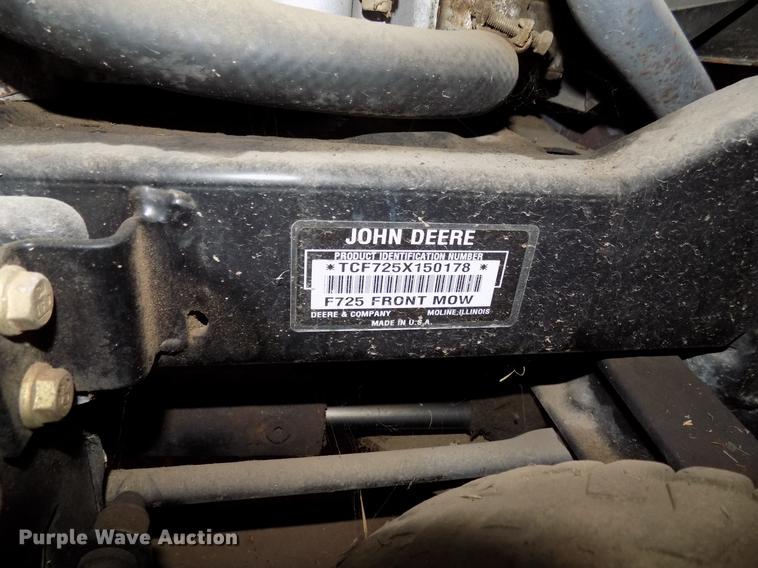 JOHN DEERE
PRODUCT IDENTIFICATION NUMBER
*TCF725X150178*
F725 FRONT MOW
DEERE & COMPANY MOLINE, ILLINOIS
MADE IN U.S.A.
Purple Wave Auction